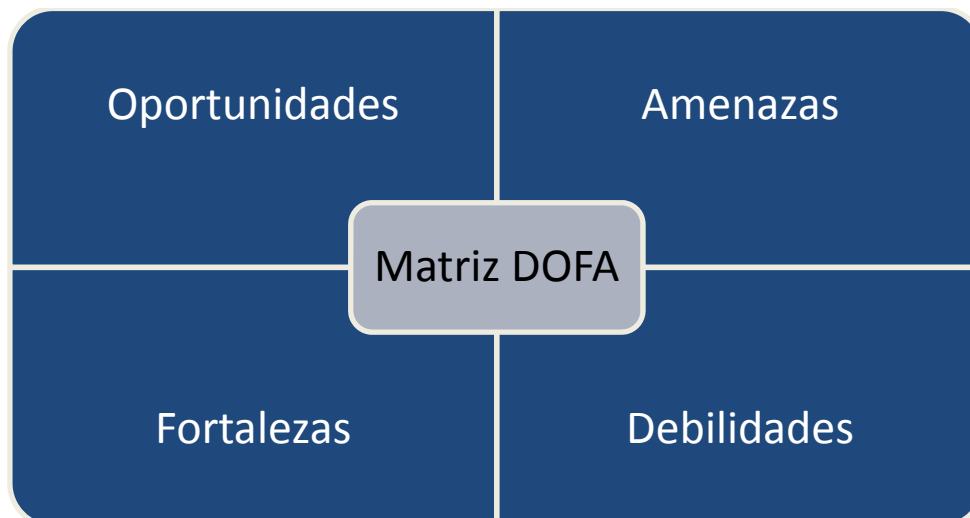 Oportunidades
Amenazas
Matriz DOFA
Fortalezas
Debilidades